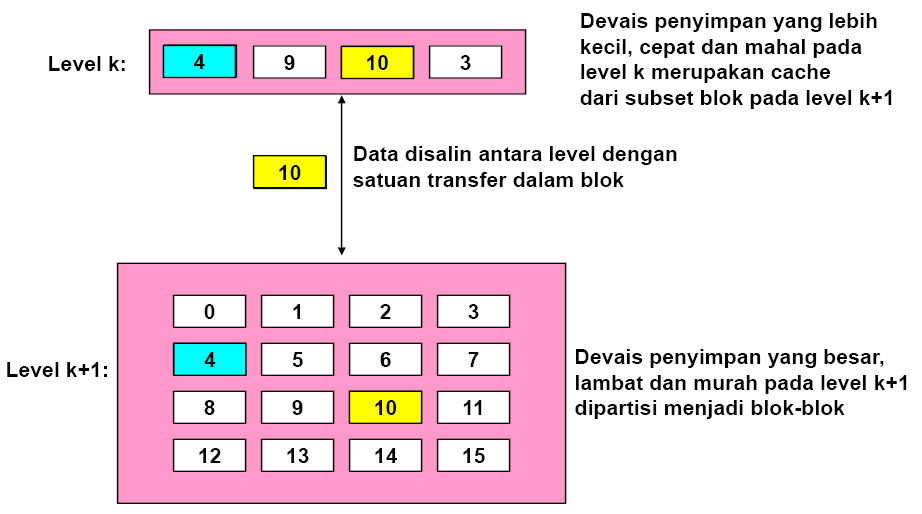 Devais penyimpan yang lebih
kecil, cepat dan mahal pada
level k merupakan cache
dari subset blok pada level k+1
Level k:
4 9 10 3
10
Data disalin antara level dengan
satuan transfer dalam blok
0 1 2 3
4 5 6 7
8 9 10 11
12 13 14 15
Level k+1:
Devais penyimpan yang besar,
lambat dan murah pada level k+1
dipartisi menjadi blok-blok